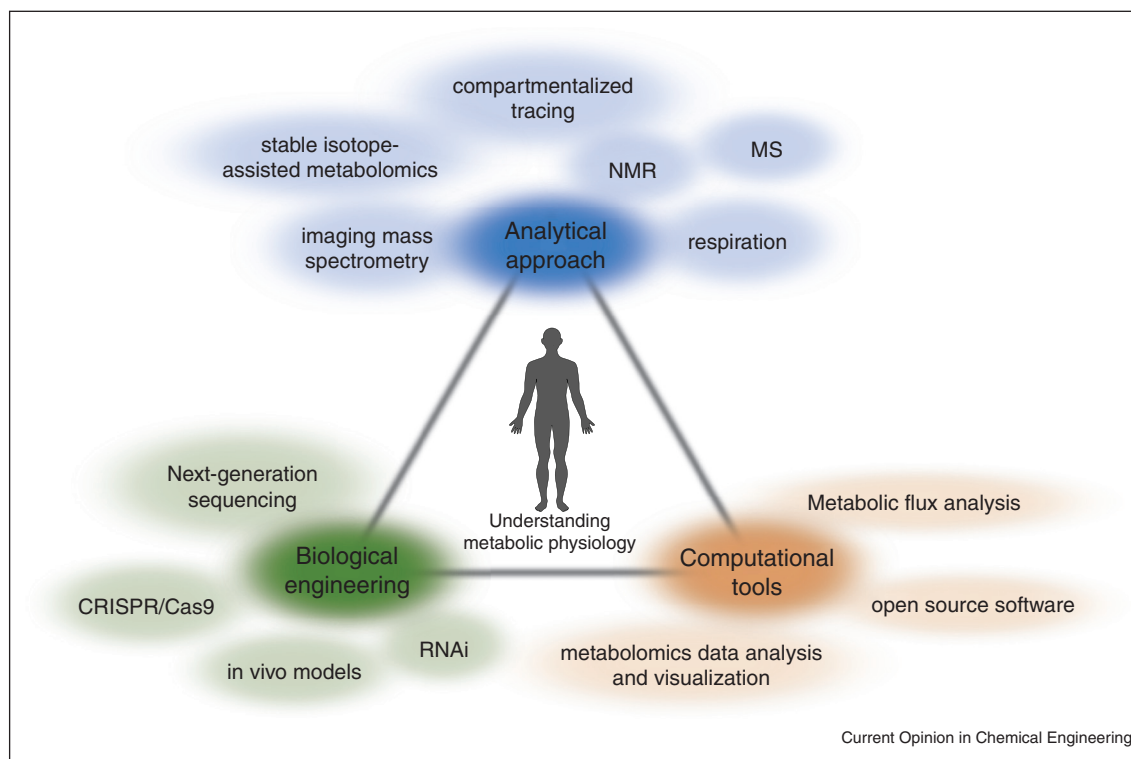 compartmentalized
tracing
stable isotope-
assisted metabolomics
NMR
MS
imaging mass
spectrometry
Analytical
approach
respiration
Next-generation
sequencing
Understanding
metabolic physiology
Metabolic flux analysis
Biological
engineering
Computational
tools
CRISPR/Cas9
open source software
RNAi
in vivo models
metabolomics data analysis
and visualization
Current Opinion in Chemical Engineering